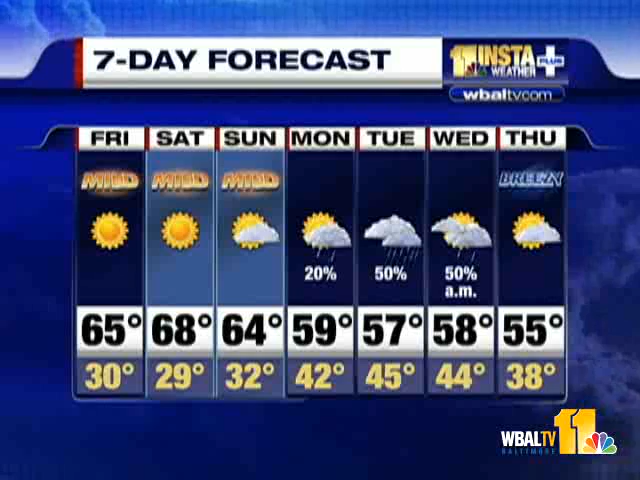 7-DAY FORECAST
11 INSTA
WEATHER PLUS
wbaltv.com
FRI SAT SUN MON TUE WED THU
MILD MILD MILD BREEZY
20% 50% 50%
a.m.
65° 68° 64° 59° 57° 58° 55°
30° 29° 32° 42° 45° 44° 38°
WBALTV 11
BALTIMORE